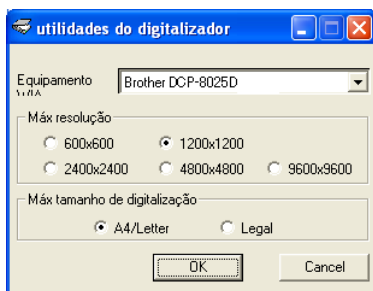 utilidades do digitalizador
Equipamento Brother DCP-8025D
Máx resolução
600x600 1200x1200
2400x2400 4800x4800 9600x9600
Máx tamanho de digitalização
A4/Letter Legal
OK Cancel